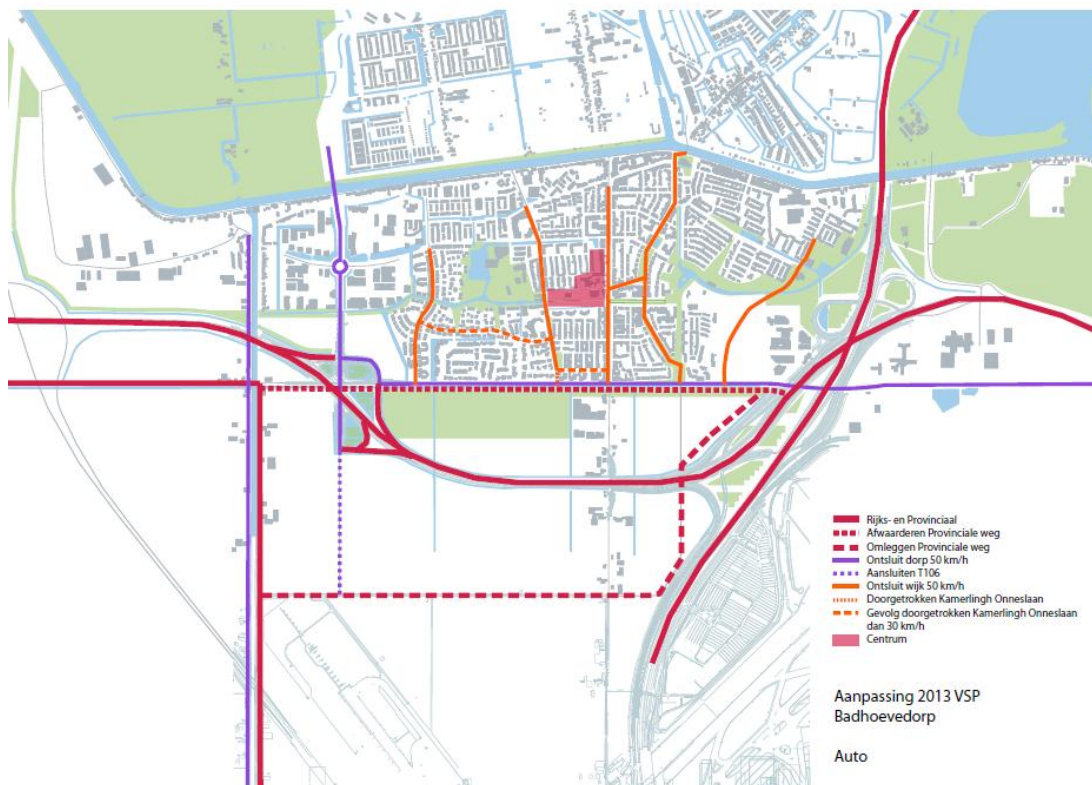 Rijks- en Provinciaal
Afwaarderen Provinciale weg
Omleggen Provinciale weg
Ontsluit dorp 50 km/h
Aansluiten T106
Ontsluit wijk 50 km/h
Doorgetrokken Kamerlingh Onneslaan
Gevolg doorgetrokken Kamerlingh Onneslaan
dan 30 km/h
Centrum
Aanpassing 2013 VSP
Badhoevedorp
Auto